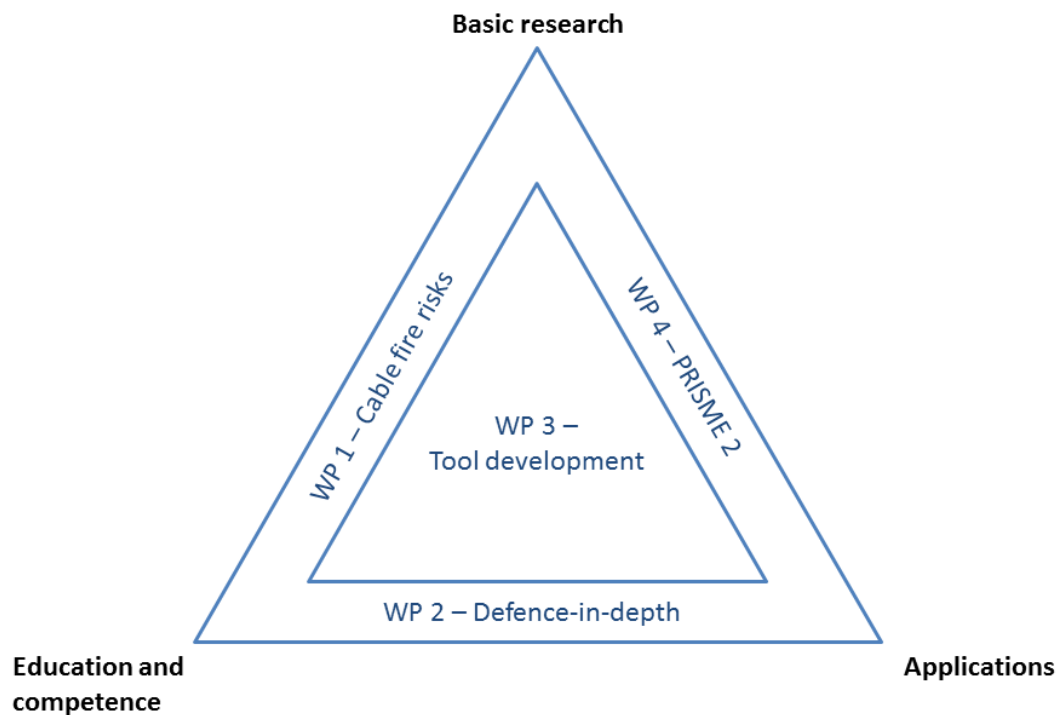 Basic research
WP 1 – Cable fire risks
WP 4 – PRISME 2
WP 3 –
Tool development
WP 2 – Defence-in-depth
Education and
competence
Applications